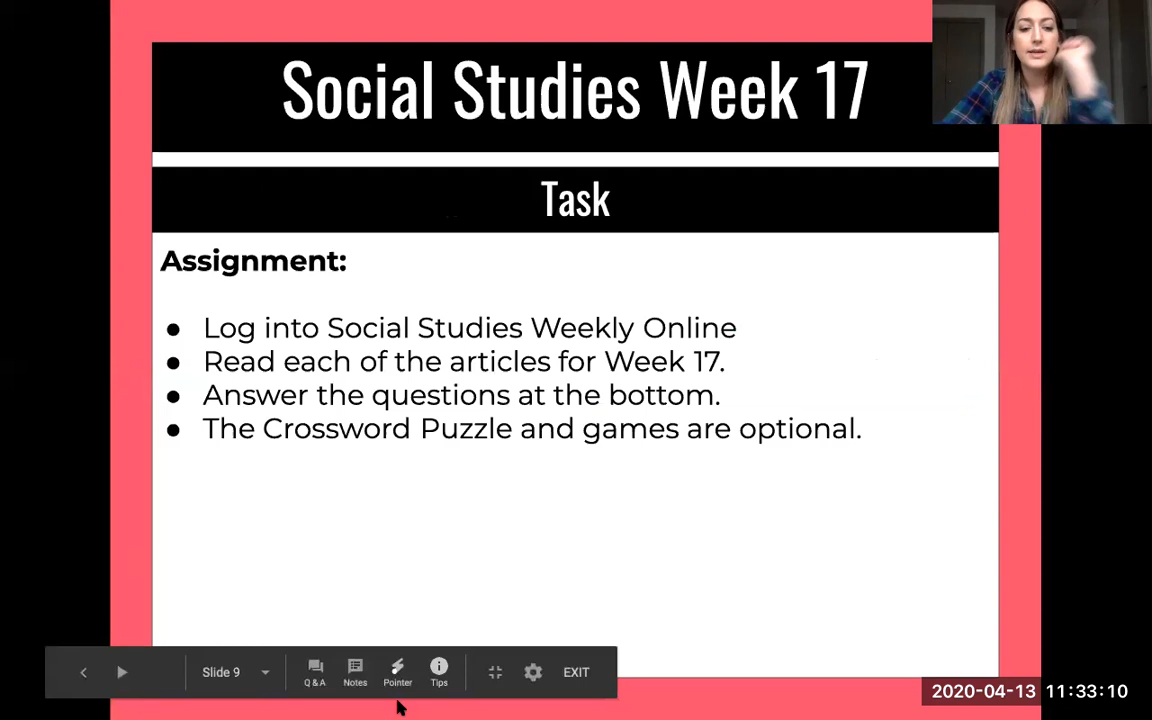 Social Studies Week 17
Task
Assignment:
● Log into Social Studies Weekly Online
● Read each of the articles for Week 17.
● Answer the questions at the bottom.
● The Crossword Puzzle and games are optional.
Slide 9
Q & A
Notes
Pointer
Tips
EXIT
2020-04-13 11:33:10